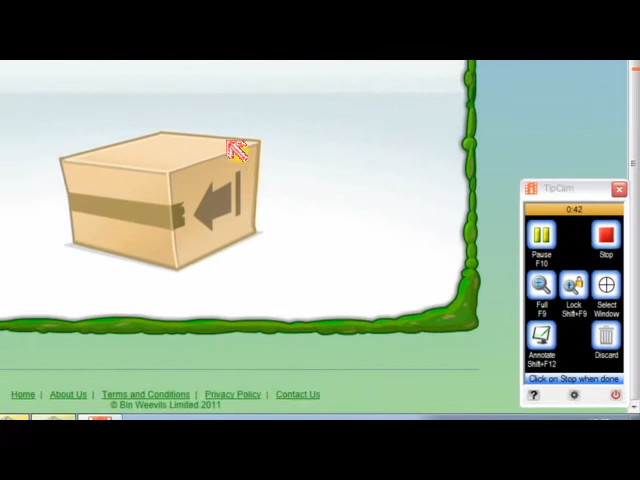 TipCam
0:42
Pause
F10
Stop
Full
F9
Lock
Shift+F9
Select
Window
Annotate
Shift+F12
Discard
Click on Stop when done
?
Home | About Us | Terms and Conditions | Privacy Policy | Contact Us
© Bin Weevils Limited 2011